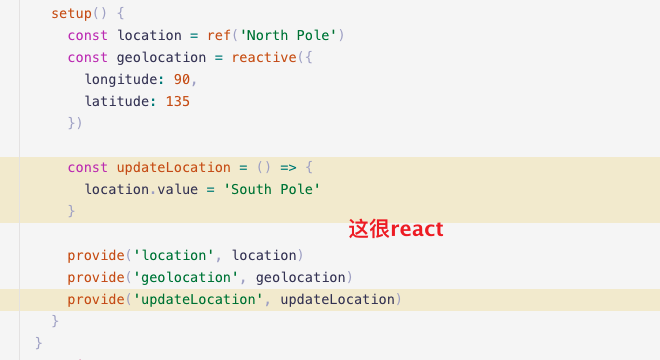 setup() {
const location = ref('North Pole')
const geolocation = reactive({
longitude: 90,
latitude: 135
})
const updateLocation = () => {
location.value = 'South Pole'
}
这很react
provide('location', location)
provide('geolocation', geolocation)
provide('updateLocation', updateLocation)
}
}